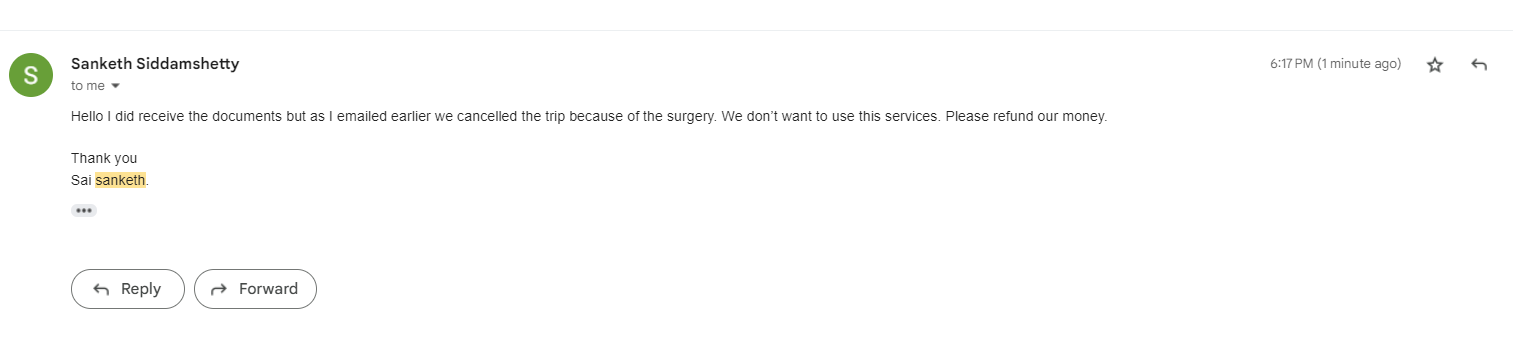 Sanketh Siddamshetty
6:17 PM (1 minute ago)
to me
Hello I did receive the documents but as I emailed earlier we cancelled the trip because of the surgery. We don’t want to use this services. Please refund our money.
Thank you
Sai sanketh.
Reply
Forward